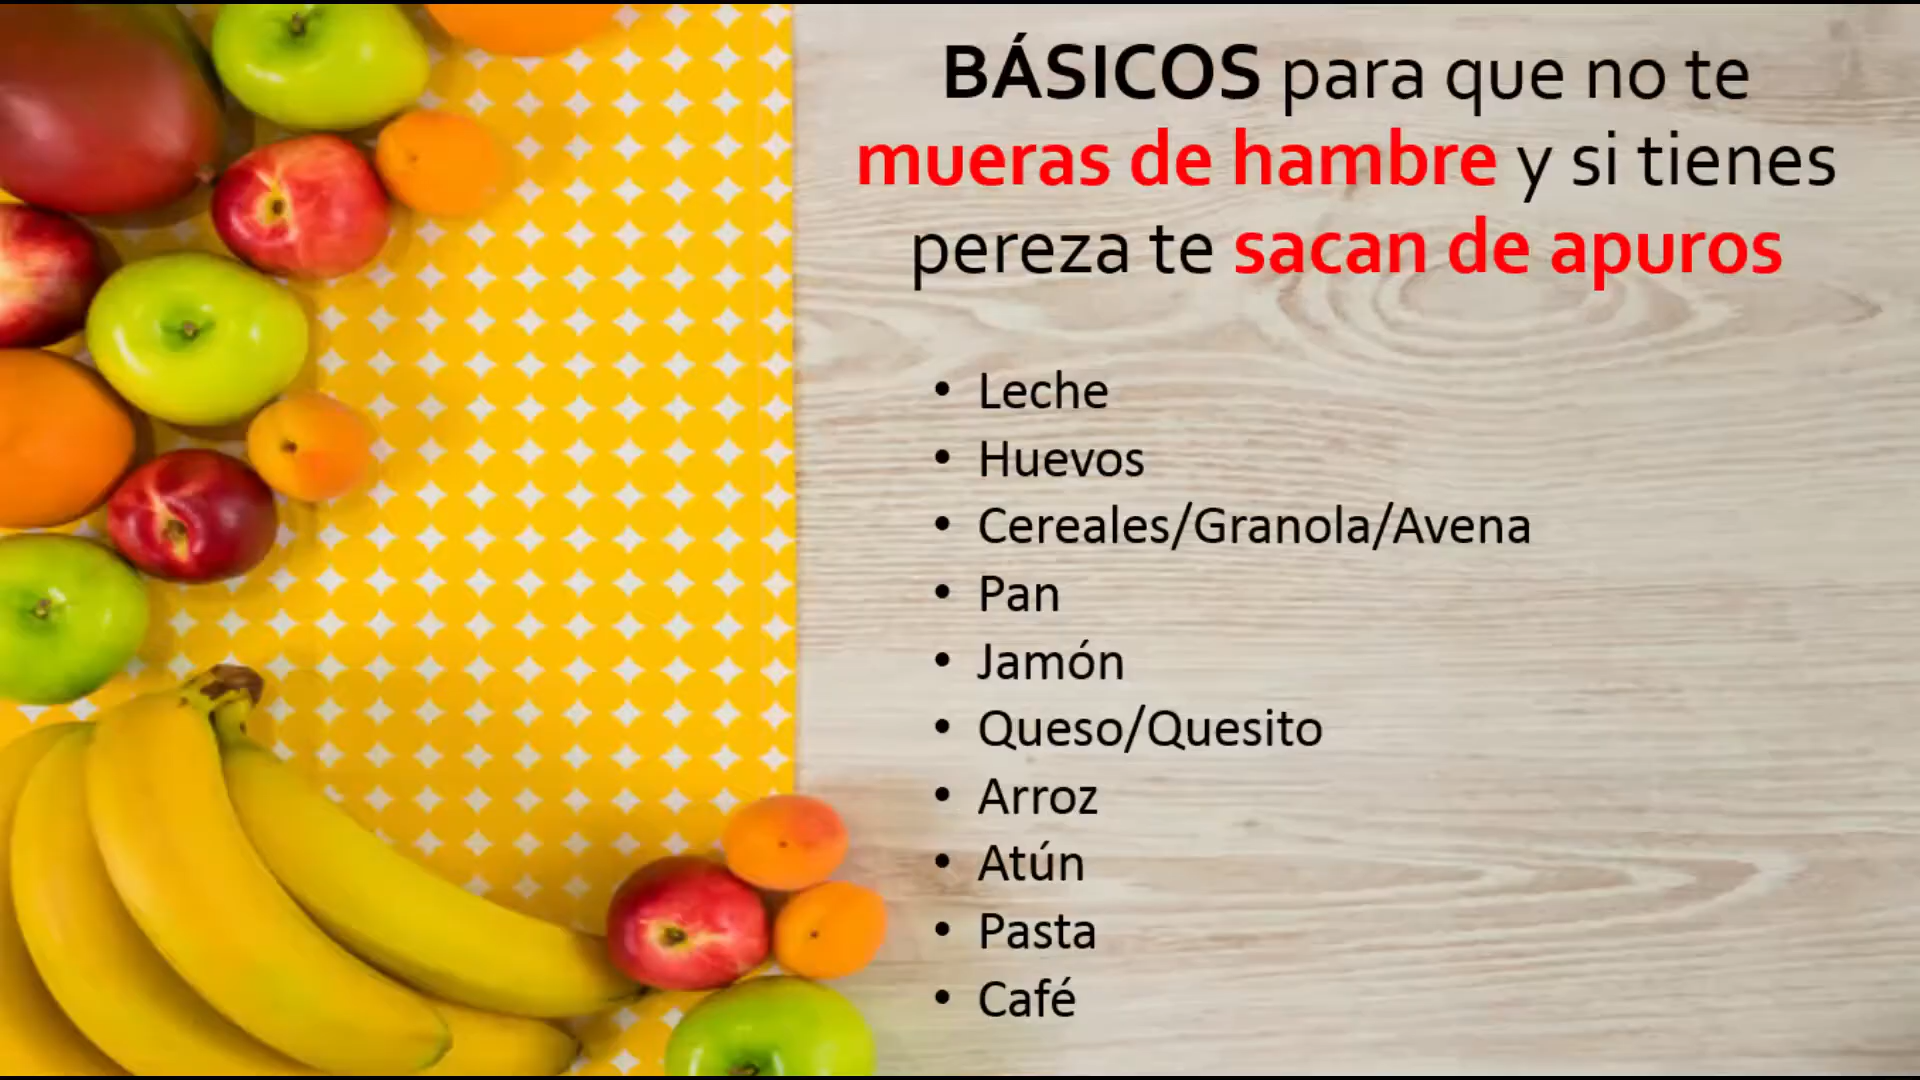 BÁSICOS para que no te
mueras de hambre y si tienes
pereza te sacan de apuros
• Leche
• Huevos
• Cereales/Granola/Avena
• Pan
• Jamón
• Queso/Quesito
• Arroz
• Atún
• Pasta
• Café